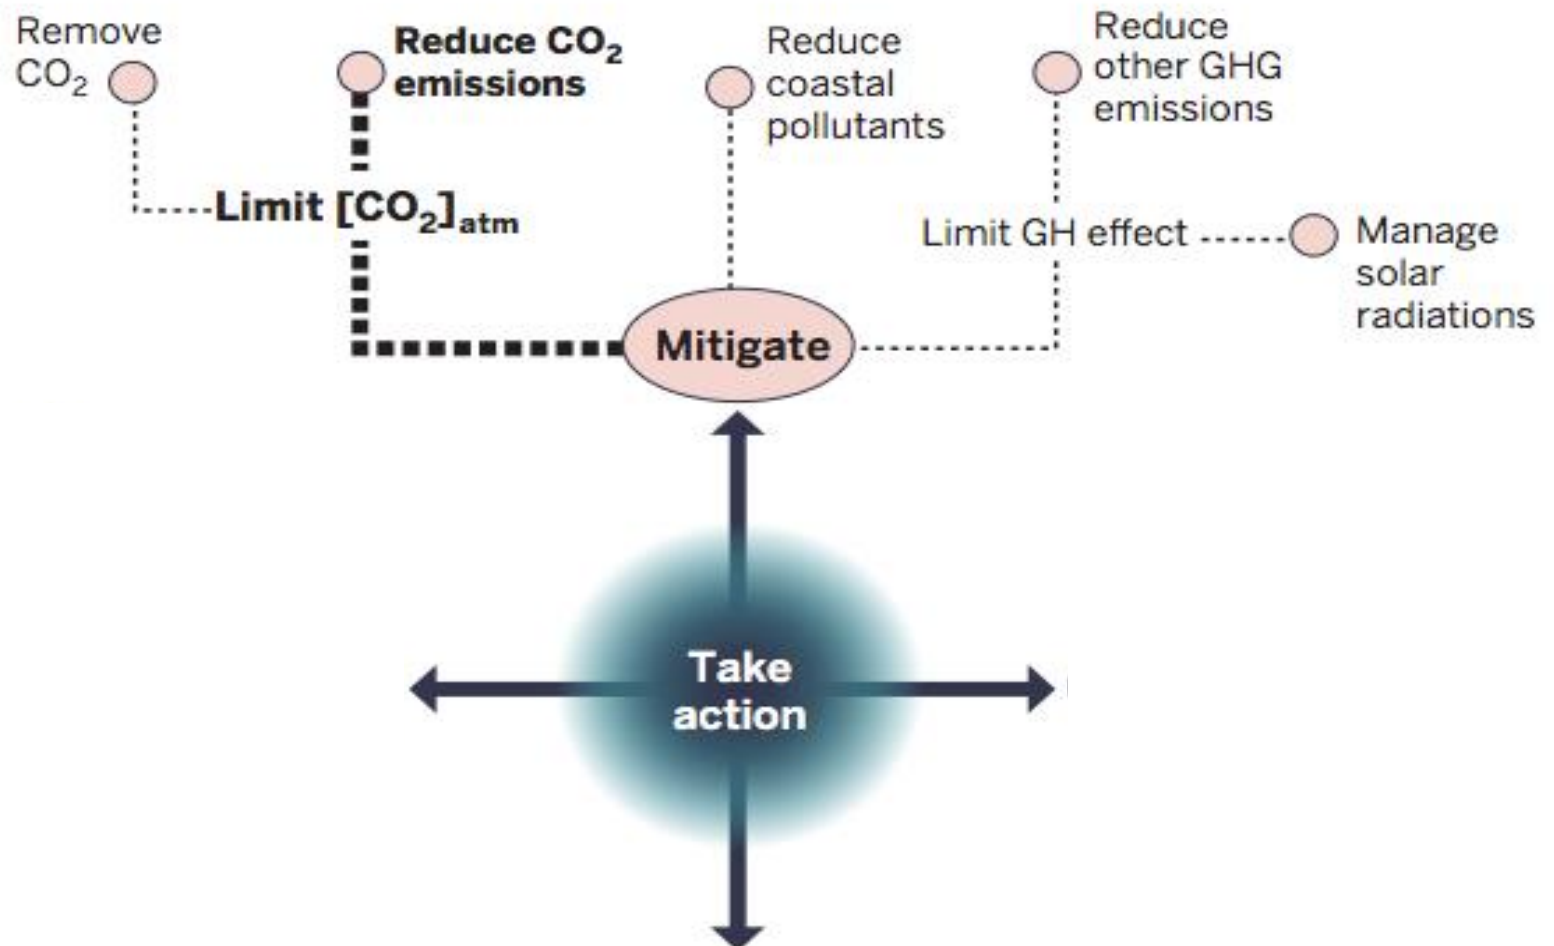 Remove
CO₂
Reduce CO₂
emissions
Reduce
coastal
pollutants
Reduce
other GHG
emissions
Limit [CO₂]atm
Limit GH effect
Manage
solar
radiations
Mitigate
Take
action